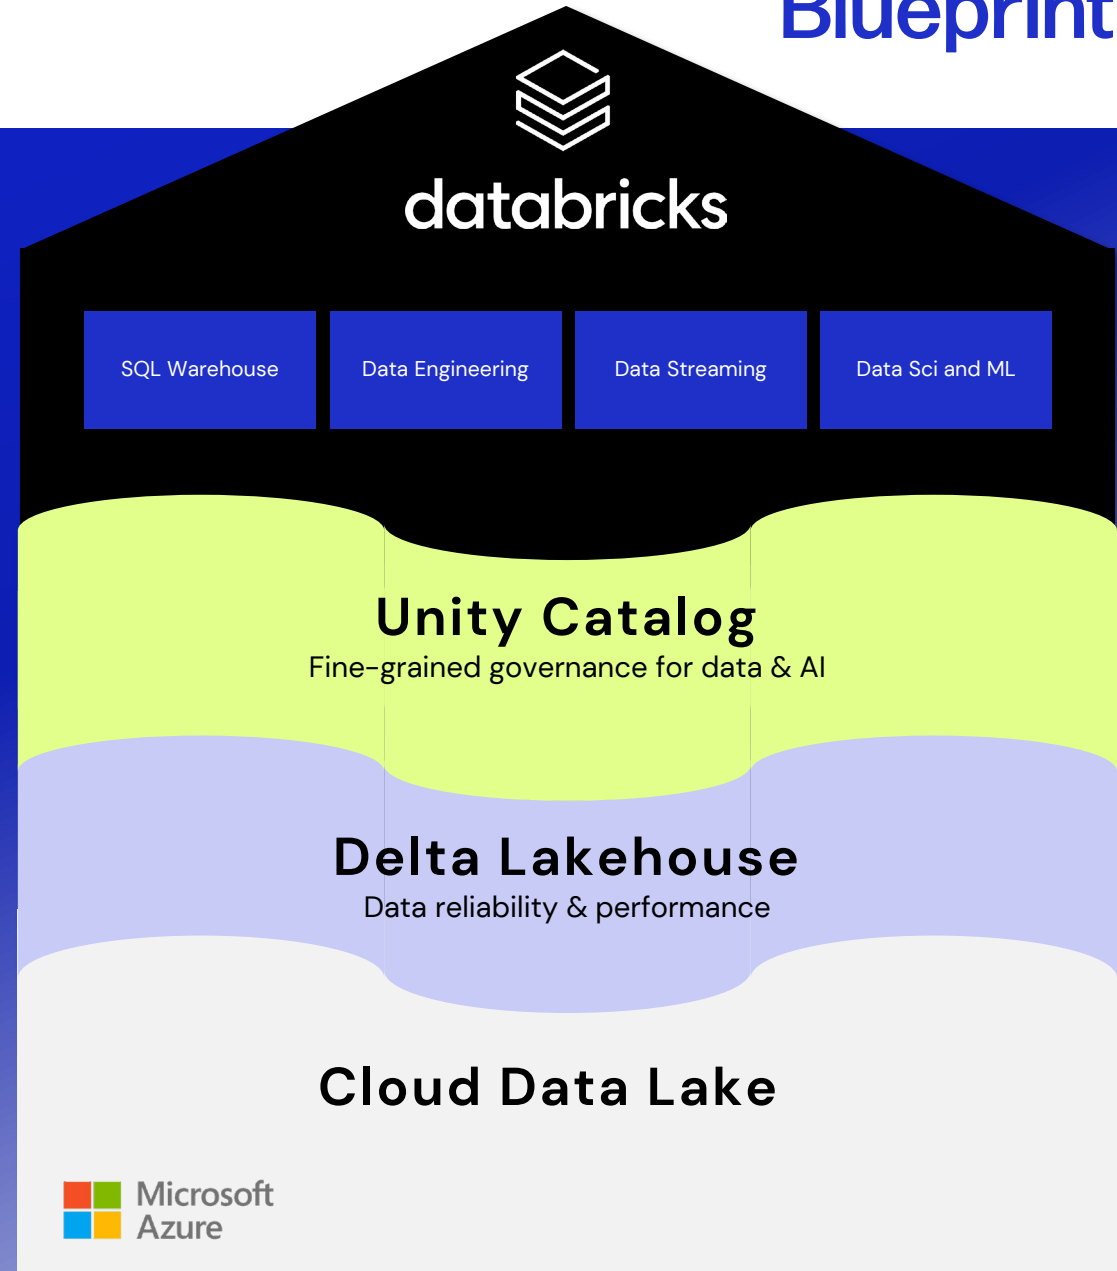 Blueprint
databricks
SQL Warehouse
Data Engineering
Data Streaming
Data Sci and ML
Unity Catalog
Fine-grained governance for data & AI
Delta Lakehouse
Data reliability & performance
Cloud Data Lake
Microsoft
Azure